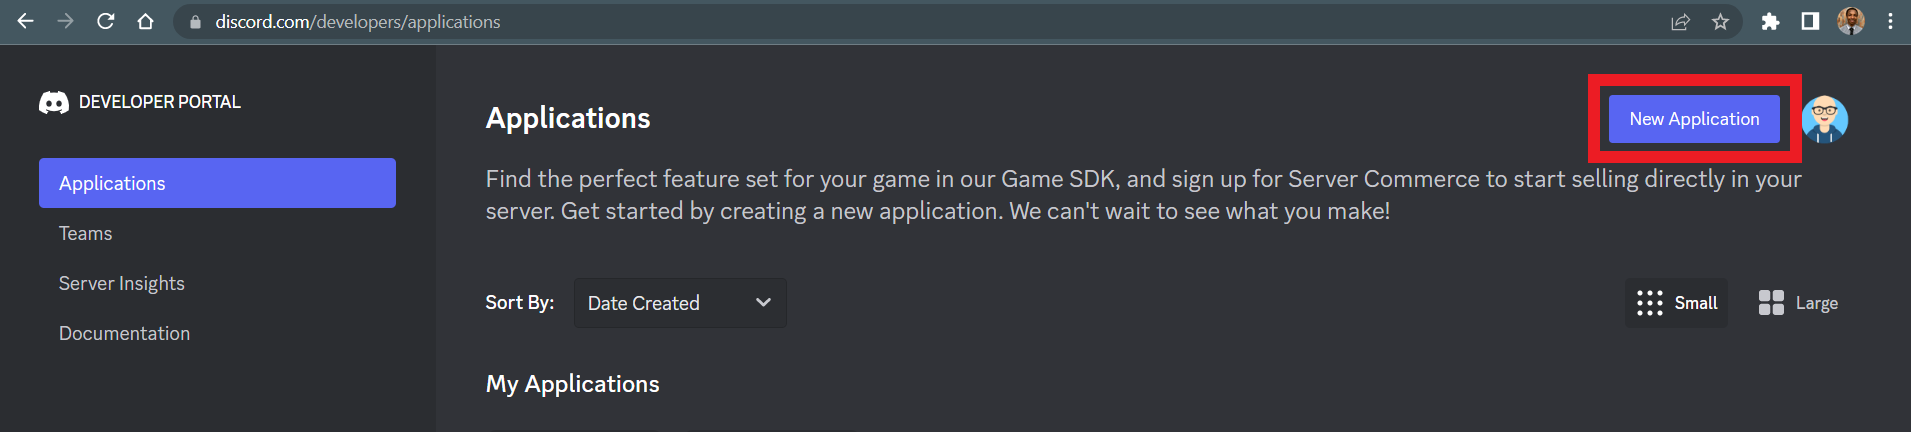 discord.com/developers/applications
DEVELOPER PORTAL
Applications
Teams
Server Insights
Documentation
Applications
New Application
Find the perfect feature set for your game in our Game SDK, and sign up for Server Commerce to start selling directly in your
server. Get started by creating a new application. We can't wait to see what you make!
Sort By: Date Created
Small Large
My Applications